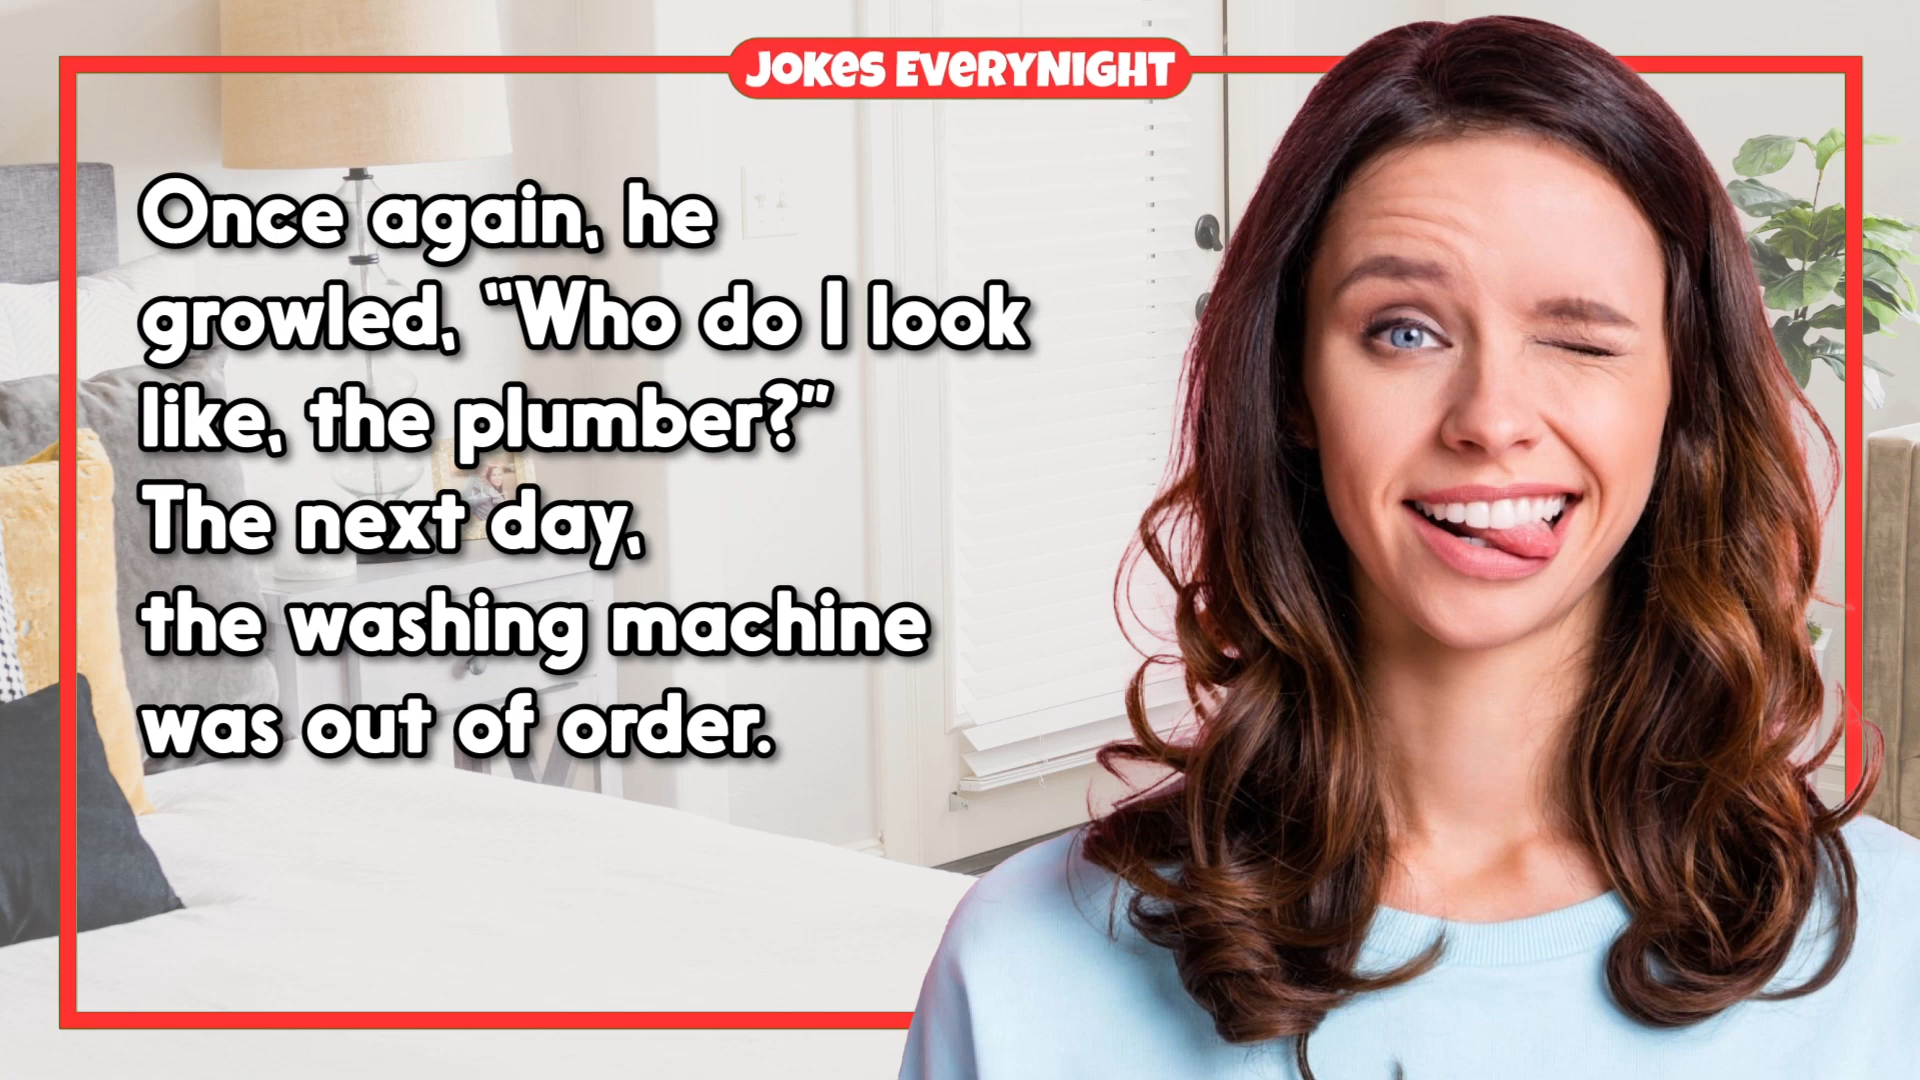 JOKES EVERYNIGHT
Once again, he
growled, "Who do I look
like, the plumber?"
The next day,
the washing machine
was out of order.